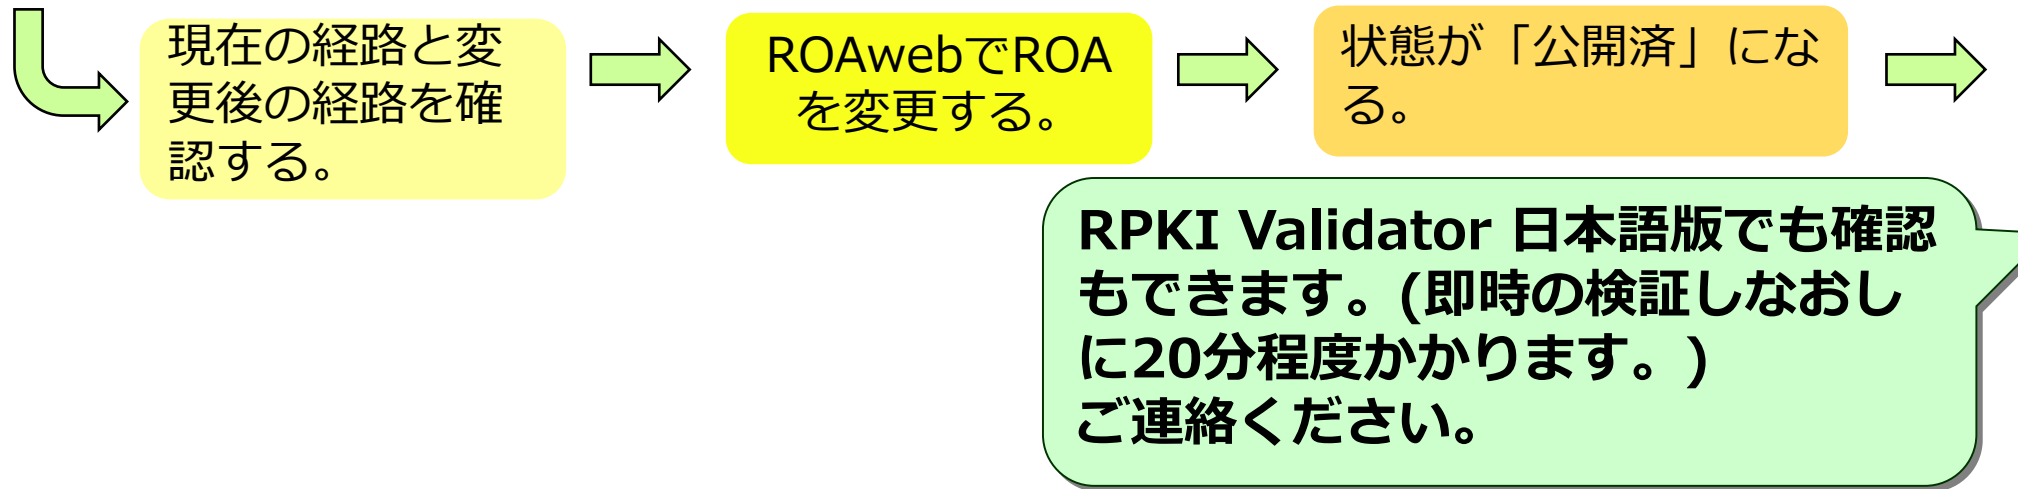 現在の経路と変
更後の経路を確
認する。
ROAwebでROA
を変更する。
状態が「公開済」にな
る。
RPKI Validator 日本語版でも確認
もできます。(即時の検証しなおし
に20分程度かかります。)
ご連絡ください。